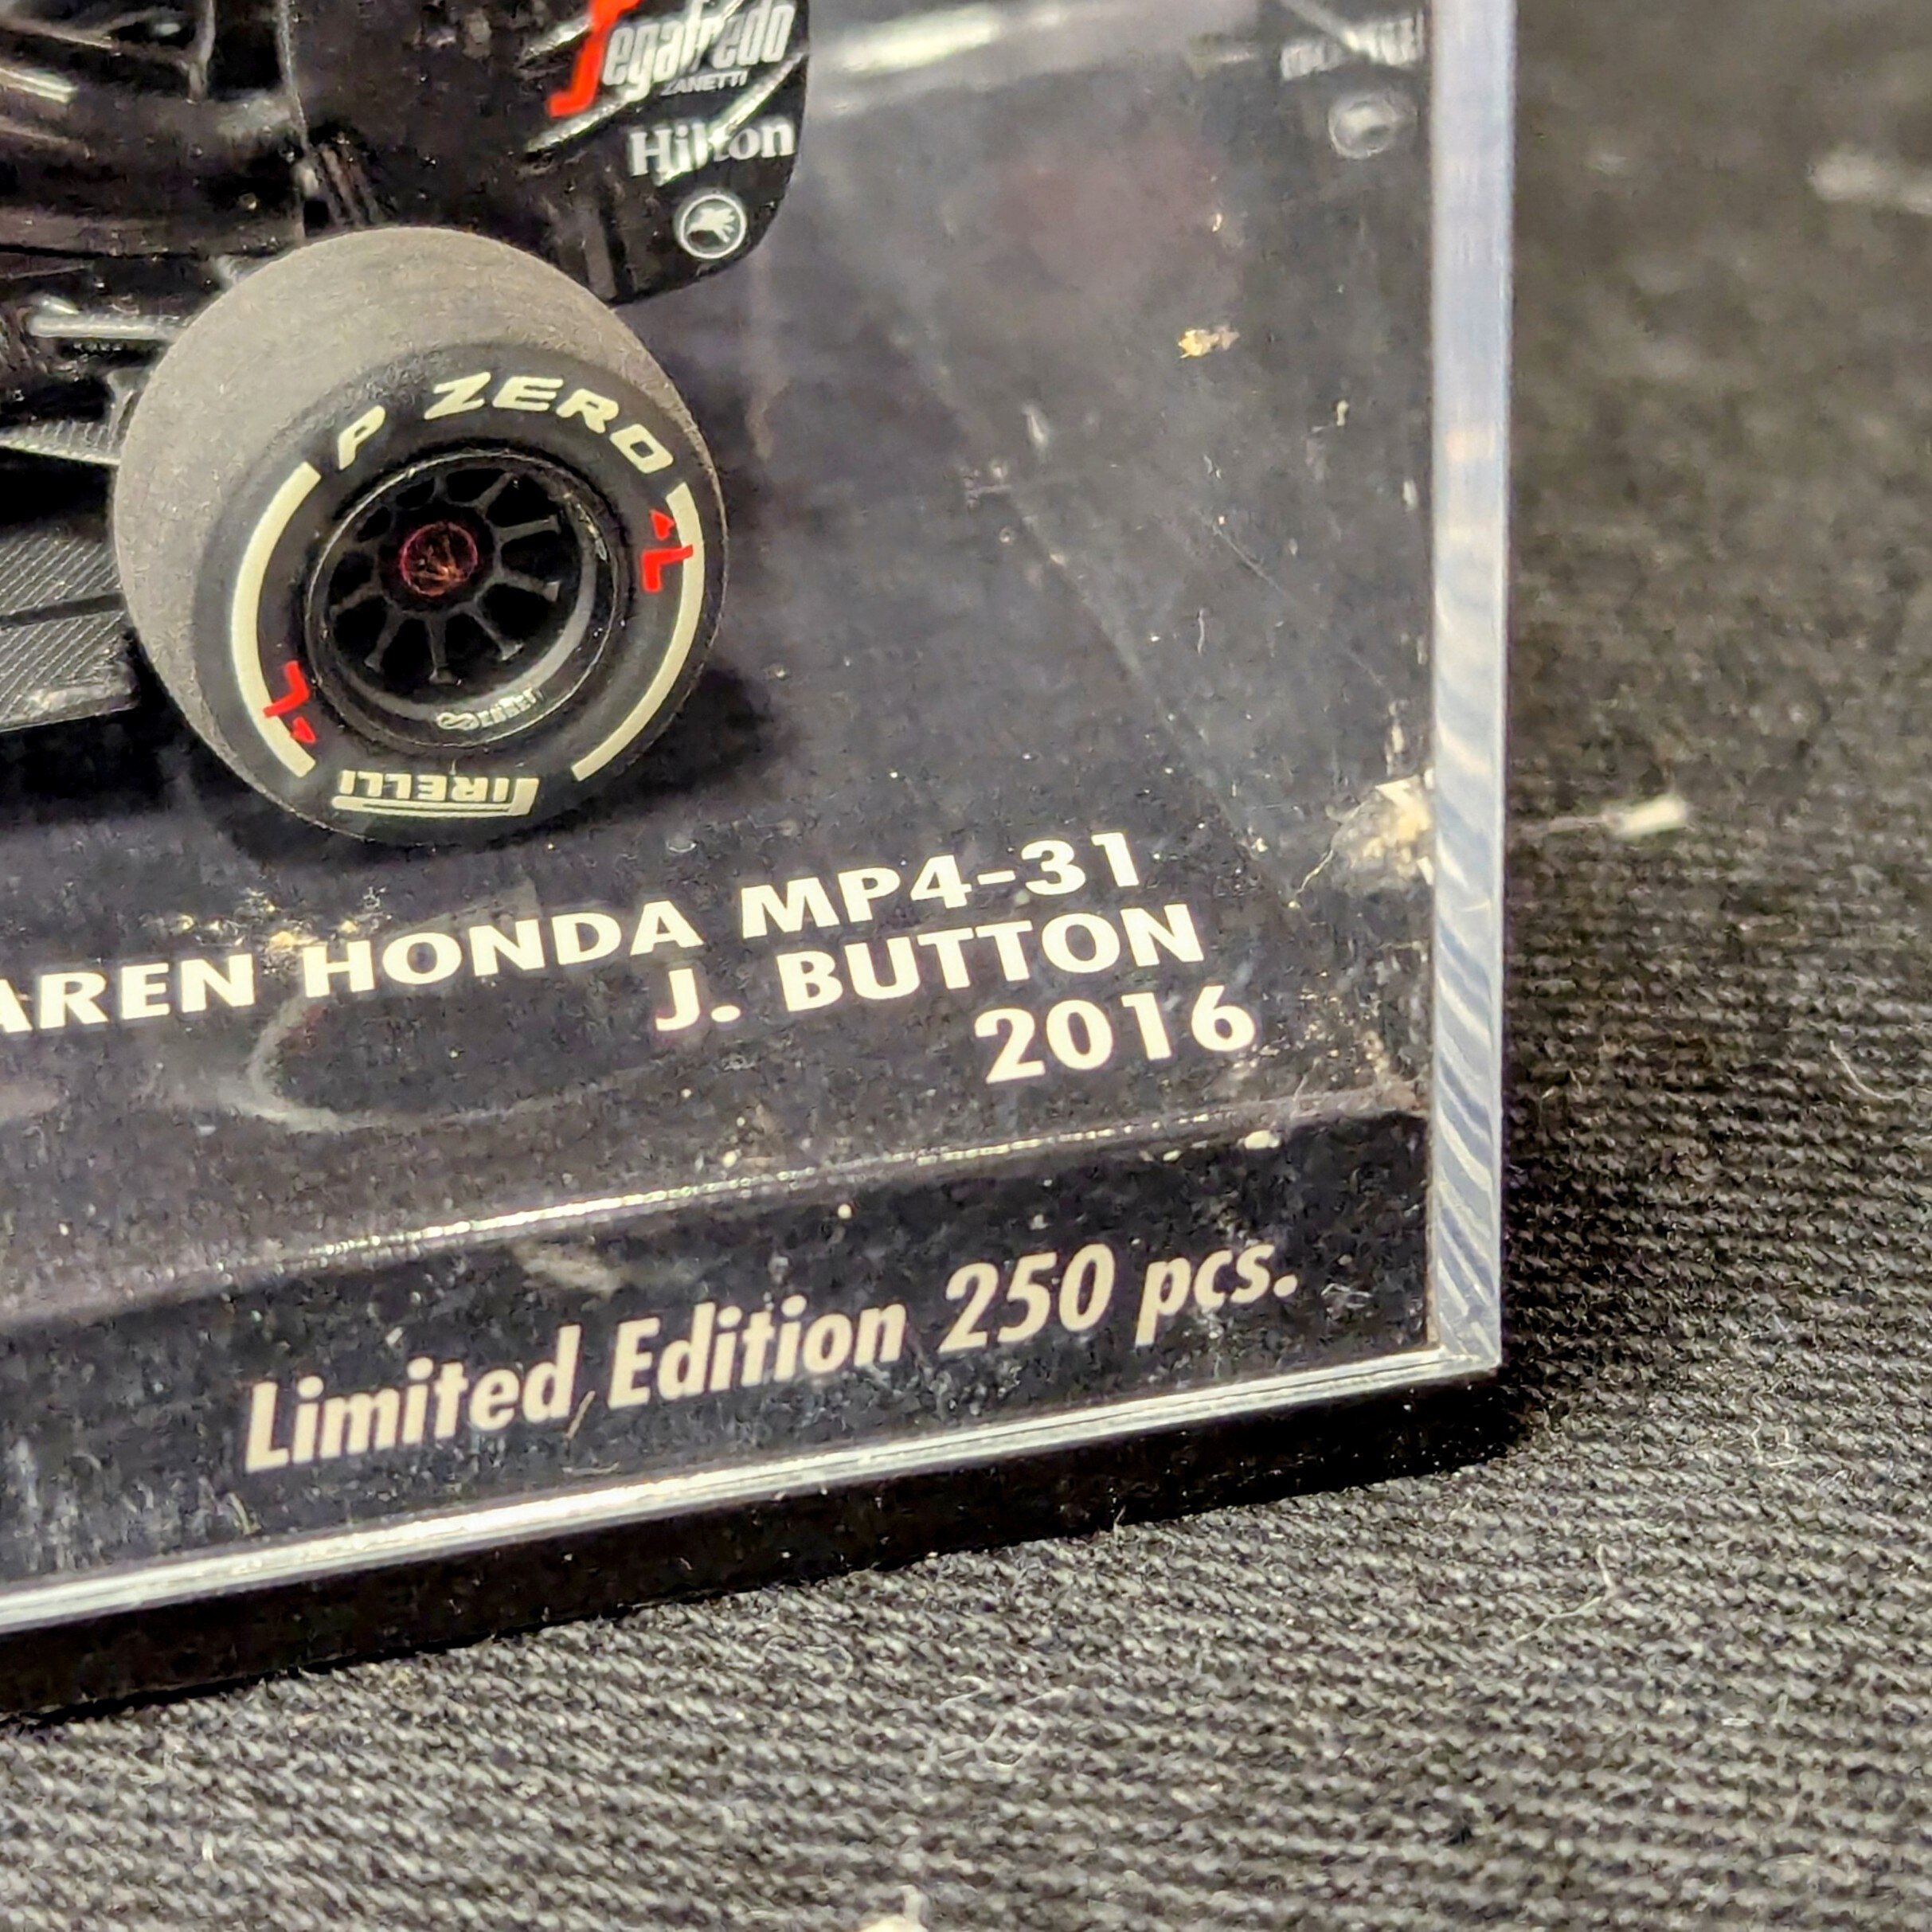 Segafredo
ZANETTI
Hilton
P ZERO
PIRELLI
AREN HONDA MP4-31
J. BUTTON
2016
Limited Edition 250 pcs.